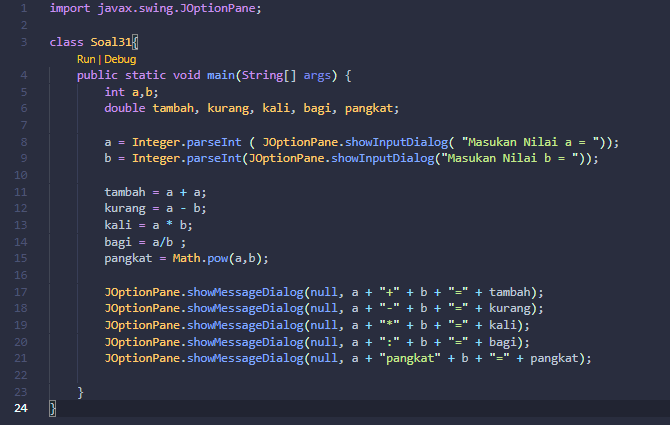 1 import javax.swing.JOptionPane;
2
3 class Soal31{
Run | Debug
4 public static void main(String[] args) {
5 int a,b;
6 double tambah, kurang, kali, bagi, pangkat;
7
8 a = Integer.parseInt ( JOptionPane.showInputDialog( "Masukan Nilai a = "));
9 b = Integer.parseInt(JOptionPane.showInputDialog("Masukan Nilai b = "));
10
11 tambah = a + a;
12 kurang = a - b;
13 kali = a * b;
14 bagi = a/b ;
15 pangkat = Math.pow(a,b);
16
17 JOptionPane.showMessageDialog(null, a + "+" + b + "=" + tambah);
18 JOptionPane.showMessageDialog(null, a + "-" + b + "=" + kurang);
19 JOptionPane.showMessageDialog(null, a + "*" + b + "=" + kali);
20 JOptionPane.showMessageDialog(null, a + ":" + b + "=" + bagi);
21 JOptionPane.showMessageDialog(null, a + "pangkat" + b + "=" + pangkat);
22
23 }
24 }